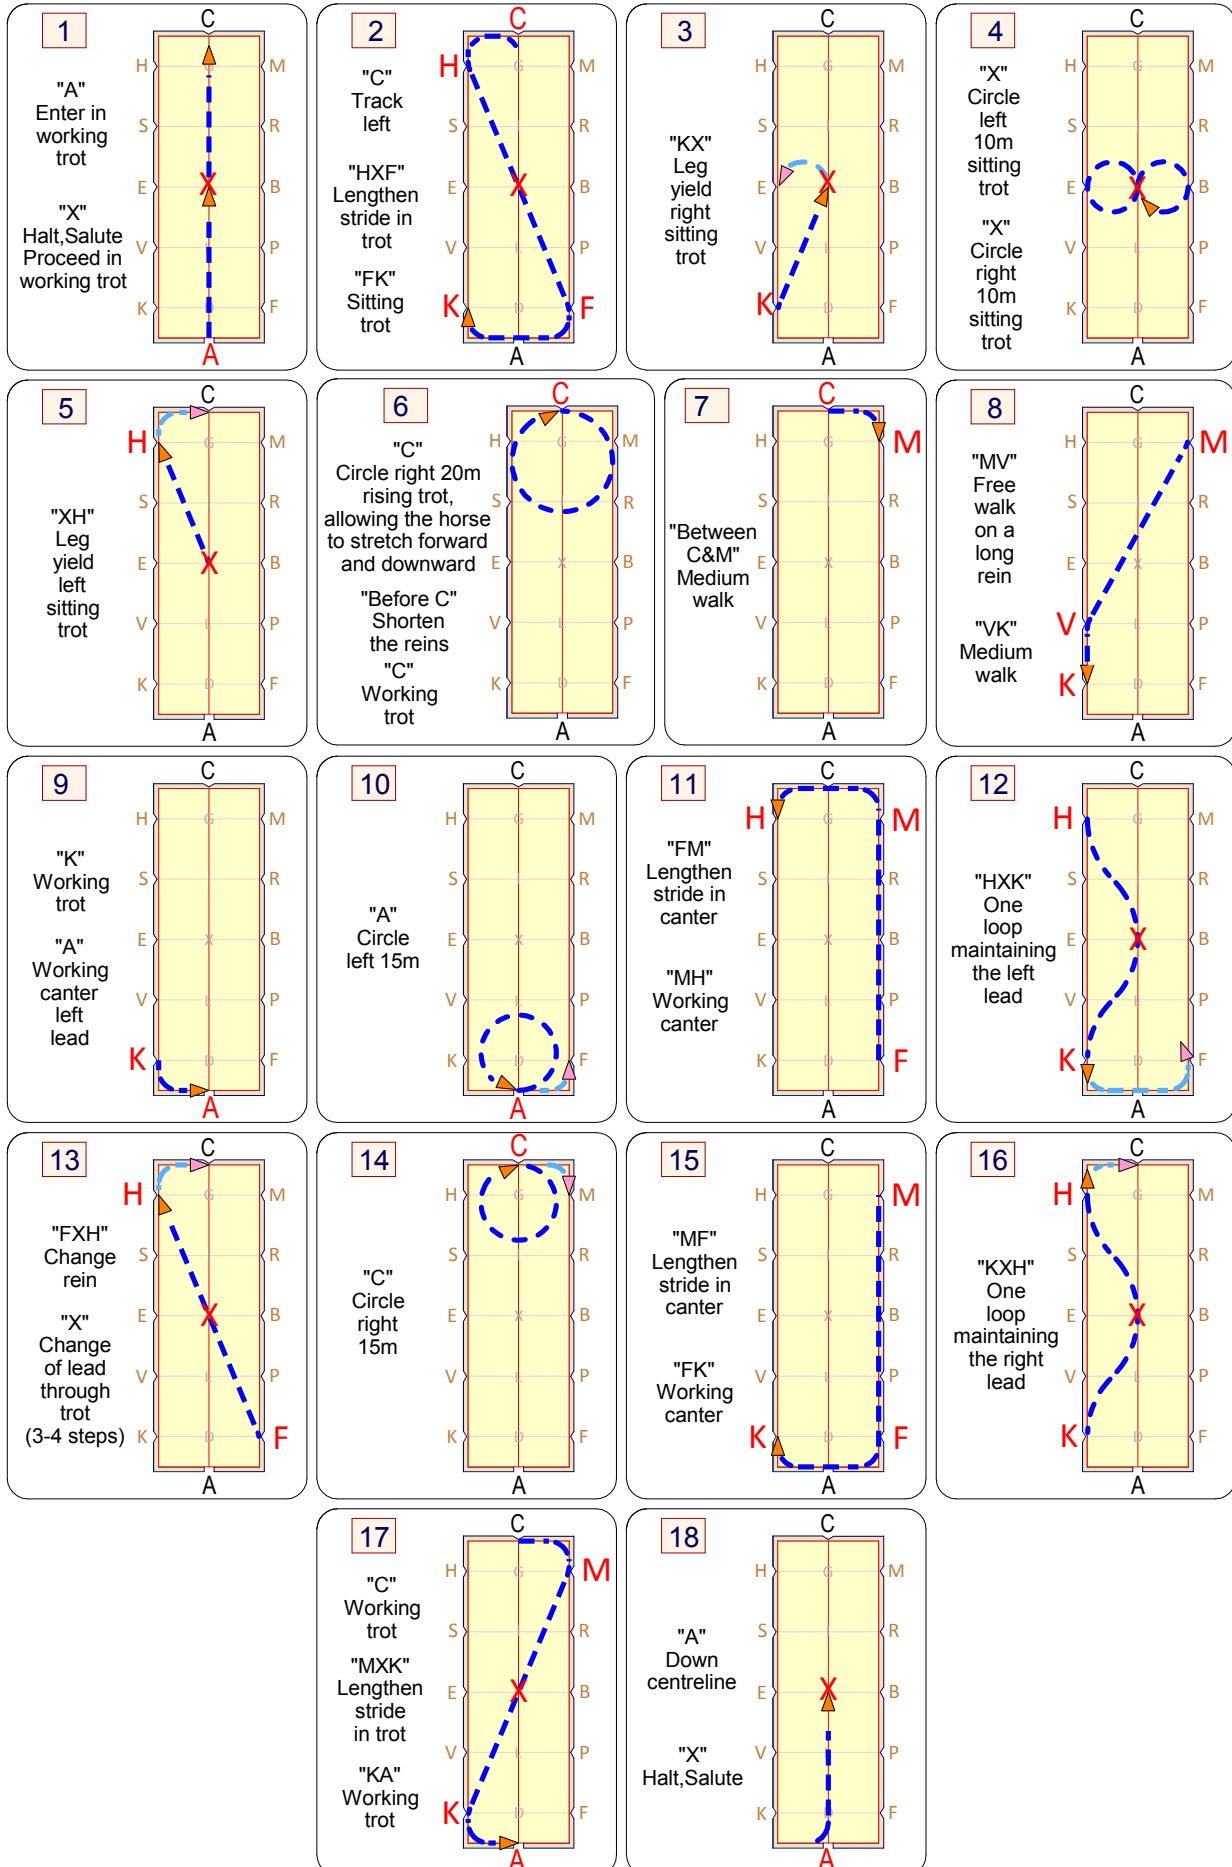 1
C
H G M
S R
E X B
V P
K D F
A
"A"
Enter in
working
trot
"X"
Halt,Salute
Proceed in
working trot
2
C
H G M
S R
E X B
V L P
K D F
A
"C"
Track
left
"HXF"
Lengthen
stride in
trot
"FK"
Sitting
trot
3
C
H G M
S R
E X B
V L P
K D F
A
"KX"
Leg
yield
right
sitting
trot
4
C
H G M
S R
E X B
V L P
K D F
A
"X"
Circle
left
10m
sitting
trot
"X"
Circle
right
10m
sitting
trot
5
C
H G M
S R
E X B
V L P
K D F
A
"XH"
Leg
yield
left
sitting
trot
6
C
H G M
S R
E X B
V L P
K D F
A
"C"
Circle right 20m
rising trot,
allowing the horse
to stretch forward
and downward
"Before C"
Shorten
the reins
"C"
Working
trot
7
C
H G M
S R
E X B
V L P
K D F
A
"Between
C&M"
Medium
walk
8
C
H G M
S R
E X B
V L P
K D F
A
"MV"
Free
walk
on a
long
rein
"VK"
Medium
walk
9
C
H G M
S R
E X B
V L P
K D F
A
"K"
Working
trot
"A"
Working
canter
left
lead
10
C
H G M
S R
E X B
V L P
K D F
A
"A"
Circle
left 15m
11
C
H G M
S R
E X B
V L P
K D F
A
"FM"
Lengthen
stride in
canter
"MH"
Working
canter
12
C
H G M
S R
E X B
V L P
K D F
A
"HXK"
One
loop
maintaining
the left
lead
13
C
H G M
S R
E X B
V L P
K D F
A
"FXH"
Change
rein
"X"
Change
of lead
through
trot
(3-4 steps)
14
C
H G M
S R
E X B
V L P
K D F
A
"C"
Circle
right
15m
15
C
H G M
S R
E X B
V L P
K D F
A
"MF"
Lengthen
stride in
canter
"FK"
Working
canter
16
C
H G M
S R
E X B
V L P
K D F
A
"KXH"
One
loop
maintaining
the right
lead
17
C
H G M
S R
E X B
V L P
K D F
A
"C"
Working
trot
"MXK"
Lengthen
stride
in trot
"KA"
Working
trot
18
C
H G M
S R
E X B
V P
K D F
A
"A"
Down
centreline
"X"
Halt,Salute